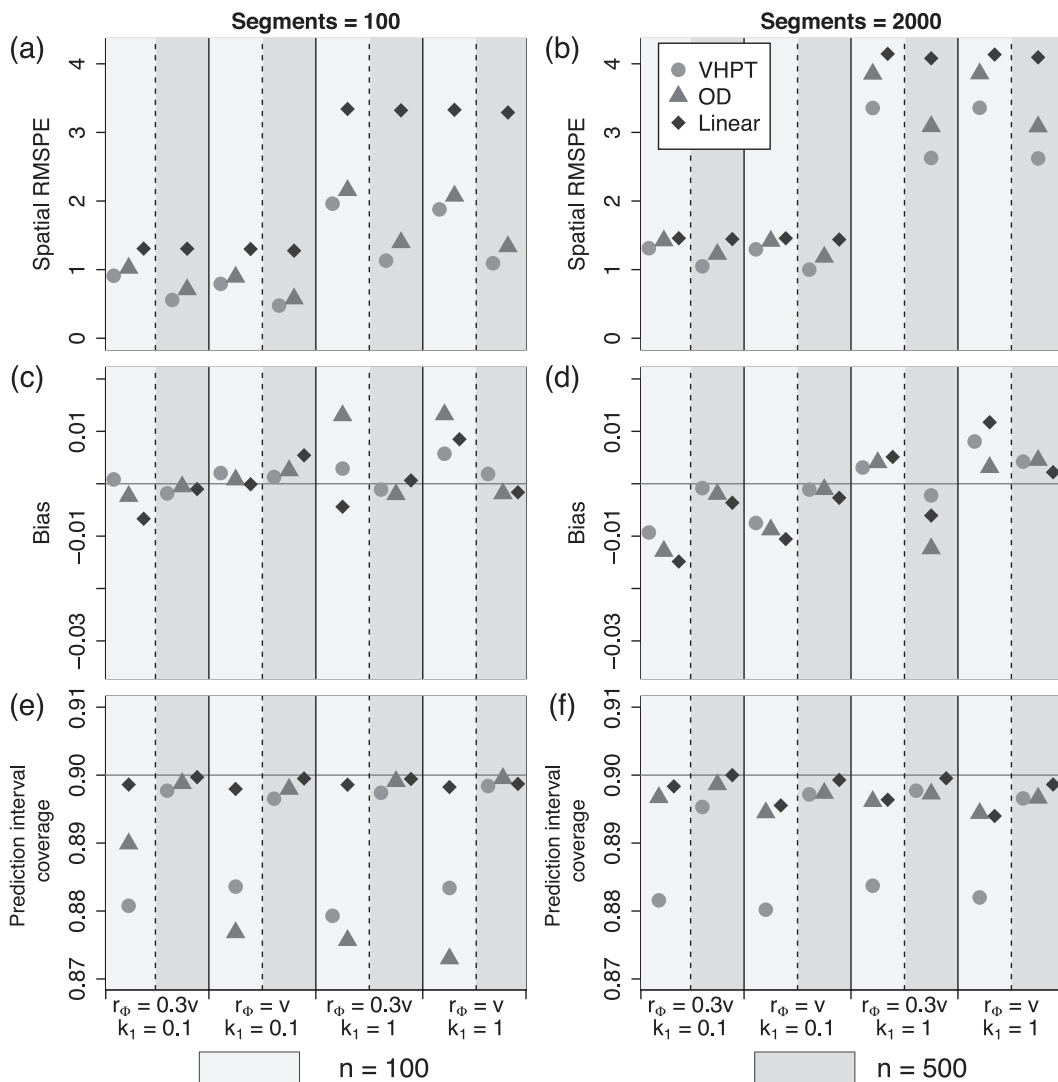 Segments = 100
Segments = 2000
(a)
Spatial RMSPE
0
1
2
3
4
(b)
Spatial RMSPE
0
1
2
3
4
VHPT
OD
Linear
(c)
Bias
−0.03
−0.01
0.01
(d)
Bias
−0.03
−0.01
0.01
(e)
Prediction interval
coverage
0.87
0.88
0.89
0.90
0.91
(f)
Prediction interval
coverage
0.87
0.88
0.89
0.90
0.91
rΦ = 0.3v
k1 = 0.1
rΦ = v
k1 = 0.1
rΦ = 0.3v
k1 = 1
rΦ = v
k1 = 1
rΦ = 0.3v
k1 = 0.1
rΦ = v
k1 = 0.1
rΦ = 0.3v
k1 = 1
rΦ = v
k1 = 1
n = 100
n = 500